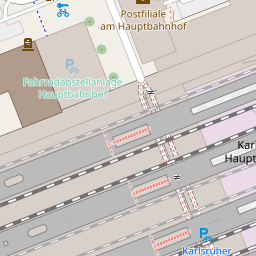 Postfiliale
am Hauptbahnhof
Fahrradabstellanlage
Hauptbahnhof
Karl
Haupt
Karlsruher